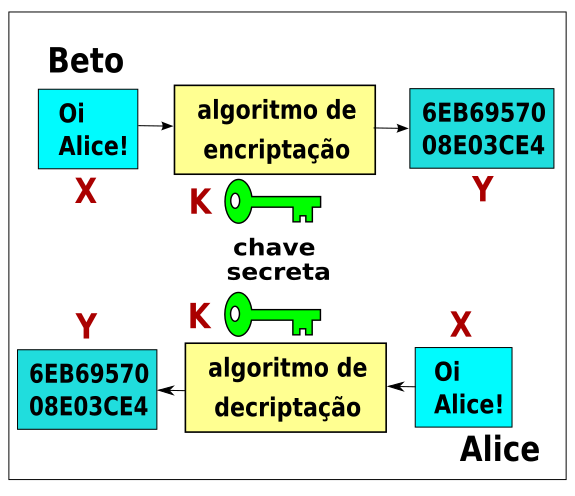 Beto
Oi
Alice!
X
algoritmo de
encriptação
6EB69570
08E03CE4
Y
K
chave
secreta
K
Y
6EB69570
08E03CE4
algoritmo de
decriptação
X
Oi
Alice!
Alice